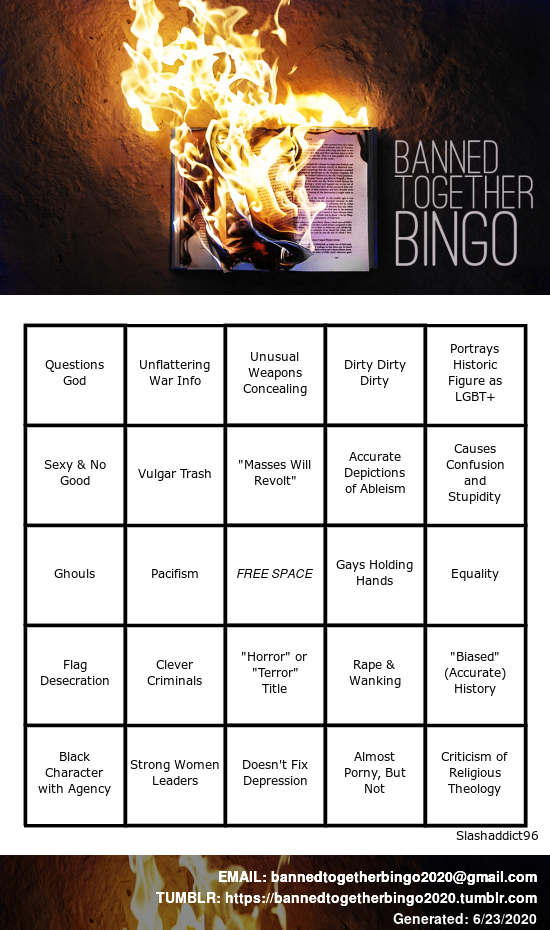 BANNED
TOGETHER
BINGO
Questions
God
Unflattering
War Info
Unusual
Weapons
Concealing
Dirty Dirty
Dirty
Portrays
Historic
Figure as
LGBT+
Sexy & No
Good
Vulgar Trash
"Masses Will
Revolt"
Accurate
Depictions
of Ableism
Causes
Confusion
and
Stupidity
Ghouls
Pacifism
FREE SPACE
Gays Holding
Hands
Equality
Flag
Desecration
Clever
Criminals
"Horror" or
"Terror"
Title
Rape &
Wanking
"Biased"
(Accurate)
History
Black
Character
with Agency
Strong Women
Leaders
Doesn't Fix
Depression
Almost
Porny, But
Not
Criticism of
Religious
Theology
Slashaddict96
EMAIL: bannedtogetherbingo2020@gmail.com
TUMBLR: https://bannedtogetherbingo2020.tumblr.com
Generated: 6/23/2020